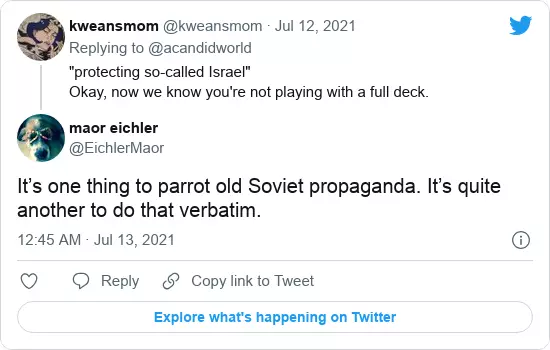 kweansmom @kweansmom · Jul 12, 2021
Replying to @acandidworld
"protecting so-called Israel"
Okay, now we know you're not playing with a full deck.
maor eichler
@EichlerMaor
It’s one thing to parrot old Soviet propaganda. It’s quite
another to do that verbatim.
12:45 AM · Jul 13, 2021
Reply
Copy link to Tweet
Explore what's happening on Twitter